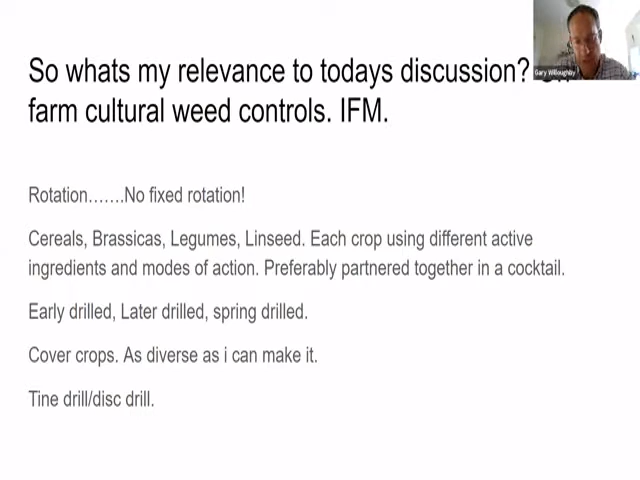 So whats my relevance to todays discussion?
farm cultural weed controls. IFM.
Gary Willoughby
Rotation…….No fixed rotation!
Cereals, Brassicas, Legumes, Linseed. Each crop using different active
ingredients and modes of action. Preferably partnered together in a cocktail.
Early drilled, Later drilled, spring drilled.
Cover crops. As diverse as i can make it.
Tine drill/disc drill.